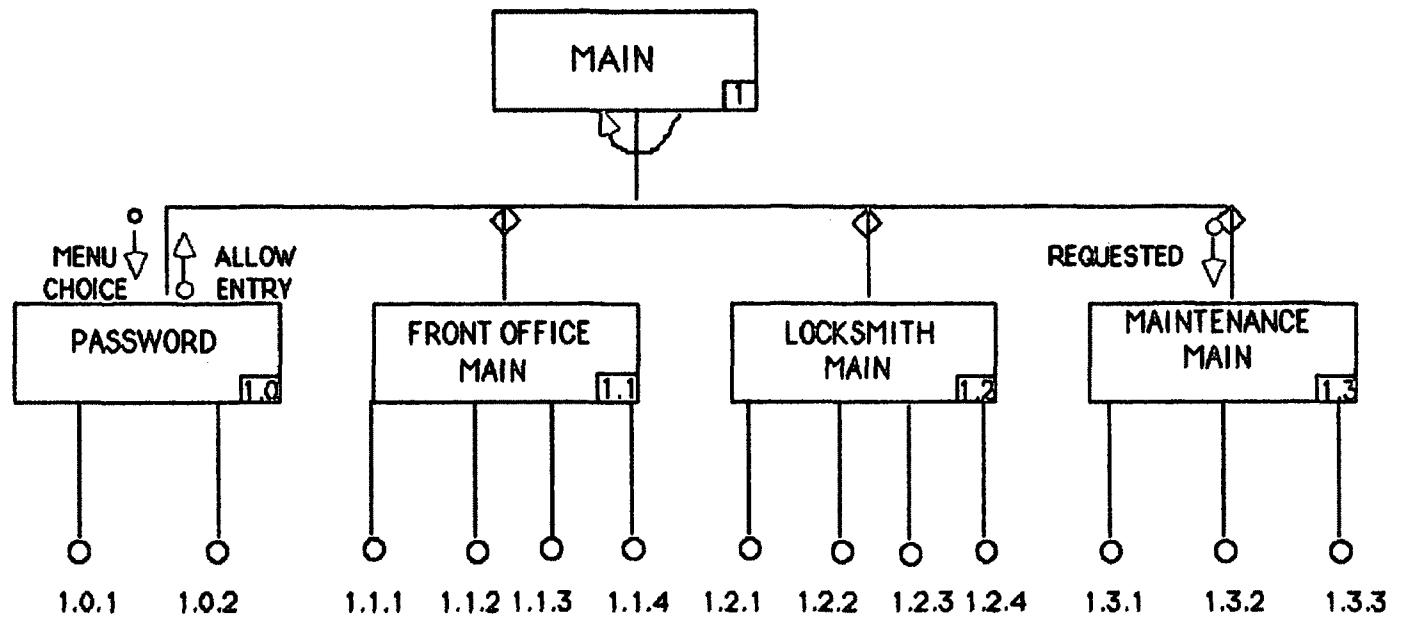 MAIN
1
MENU
CHOICE
ALLOW
ENTRY
REQUESTED
PASSWORD
1.0
FRONT OFFICE
MAIN
1.1
LOCKSMITH
MAIN
1.2
MAINTENANCE
MAIN
1.3
1.0.1 1.0.2 1.1.1 1.1.2 1.1.3 1.1.4 1.2.1 1.2.2 1.2.3 1.2.4 1.3.1 1.3.2 1.3.3